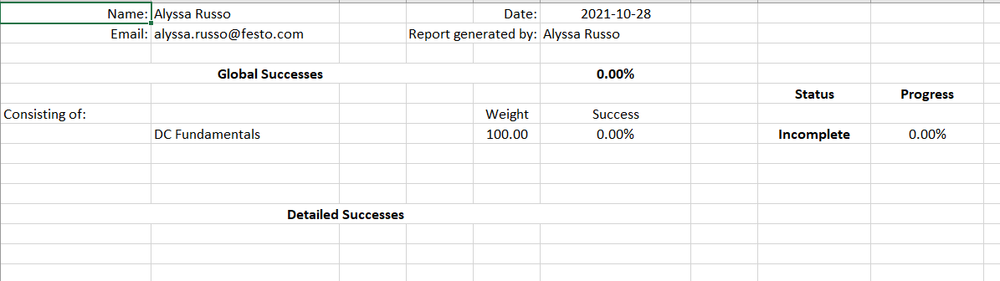 Name: Alyssa Russo Date: 2021-10-28
Email: alyssa.russo@festo.com Report generated by: Alyssa Russo
Global Successes 0.00%
Status Progress
Consisting of: Weight Success
DC Fundamentals 100.00 0.00% Incomplete 0.00%
Detailed Successes